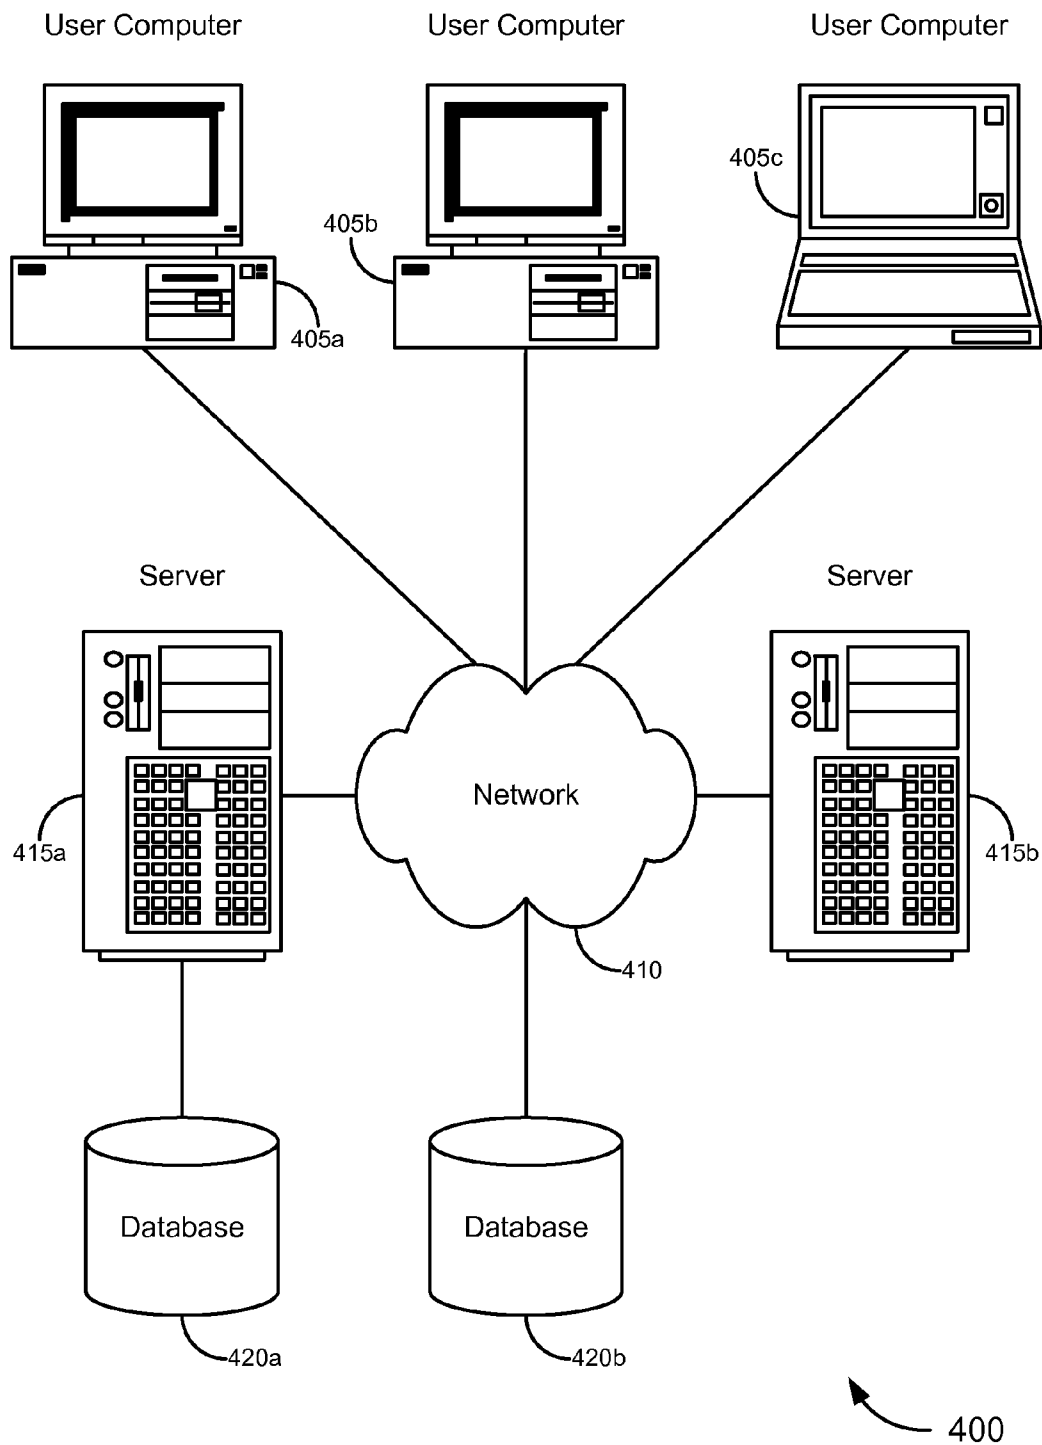 User Computer
User Computer
User Computer
405c
405b
405a
Server
Server
Network
415a
415b
410
Database
Database
420a
420b
400